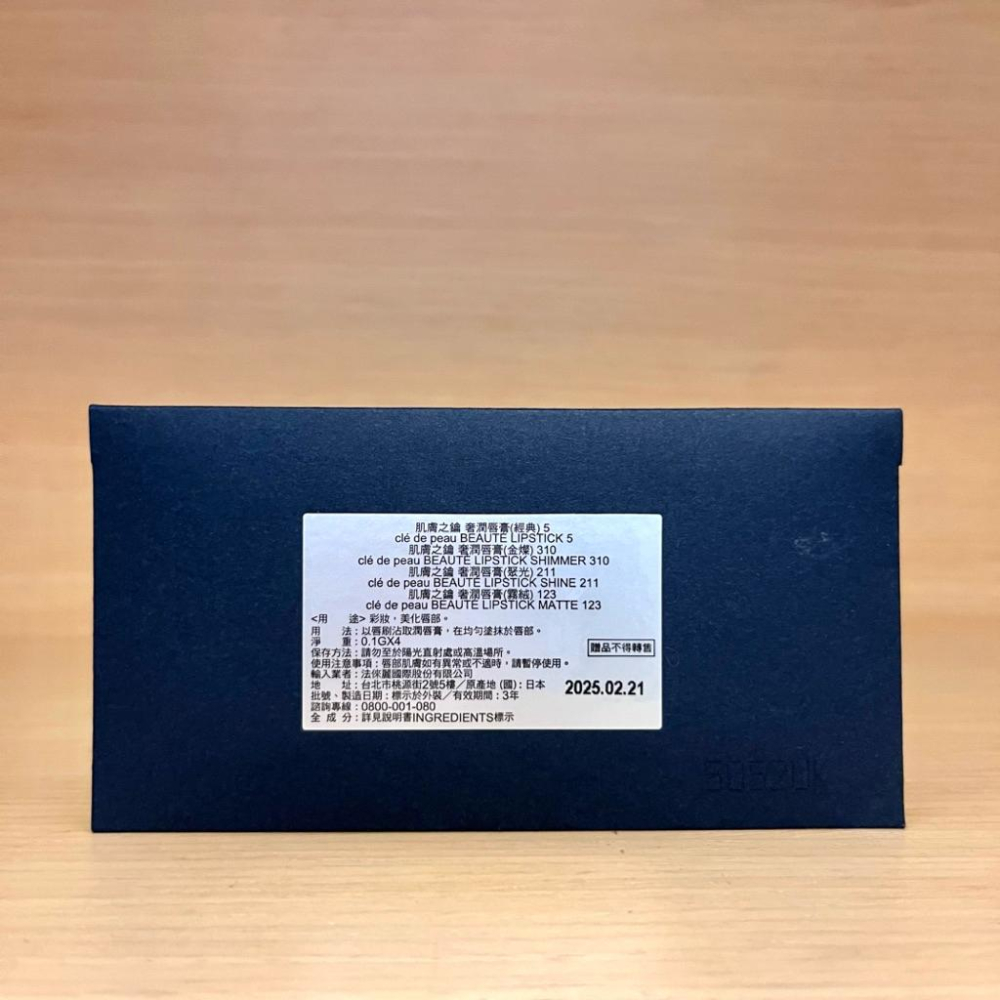 肌膚之鑰 奢潤唇膏(經典) 5
clé de peau BEAUTÉ LIPSTICK 5
肌膚之鑰 奢潤唇膏(金燦) 310
clé de peau BEAUTÉ LIPSTICK SHIMMER 310
肌膚之鑰 奢潤唇膏(聚光) 211
clé de peau BEAUTÉ LIPSTICK SHINE 211
肌膚之鑰 奢潤唇膏(霧絨) 123
clé de peau BEAUTÉ LIPSTICK MATTE 123
<用 途> 彩妝，美化唇部。
用 法：以唇刷沾取潤唇膏，在均勻塗抹於唇部。
淨 重：0.1GX4
保存方法：請勿至於陽光直射處或高溫場所。
贈品不得轉售
使用注意事項：唇部肌膚如有異常或不適時，請暫停使用。
輸入業者：法徠麗國際股份有限公司
地 址：台北市桃源街2號5樓／原產地 (國)：日本
2025.02.21
批號、製造日期：標示於外裝／有效期間：3年
諮詢專線：0800-001-080
全 成 分：詳見說明書INGREDIENTS標示